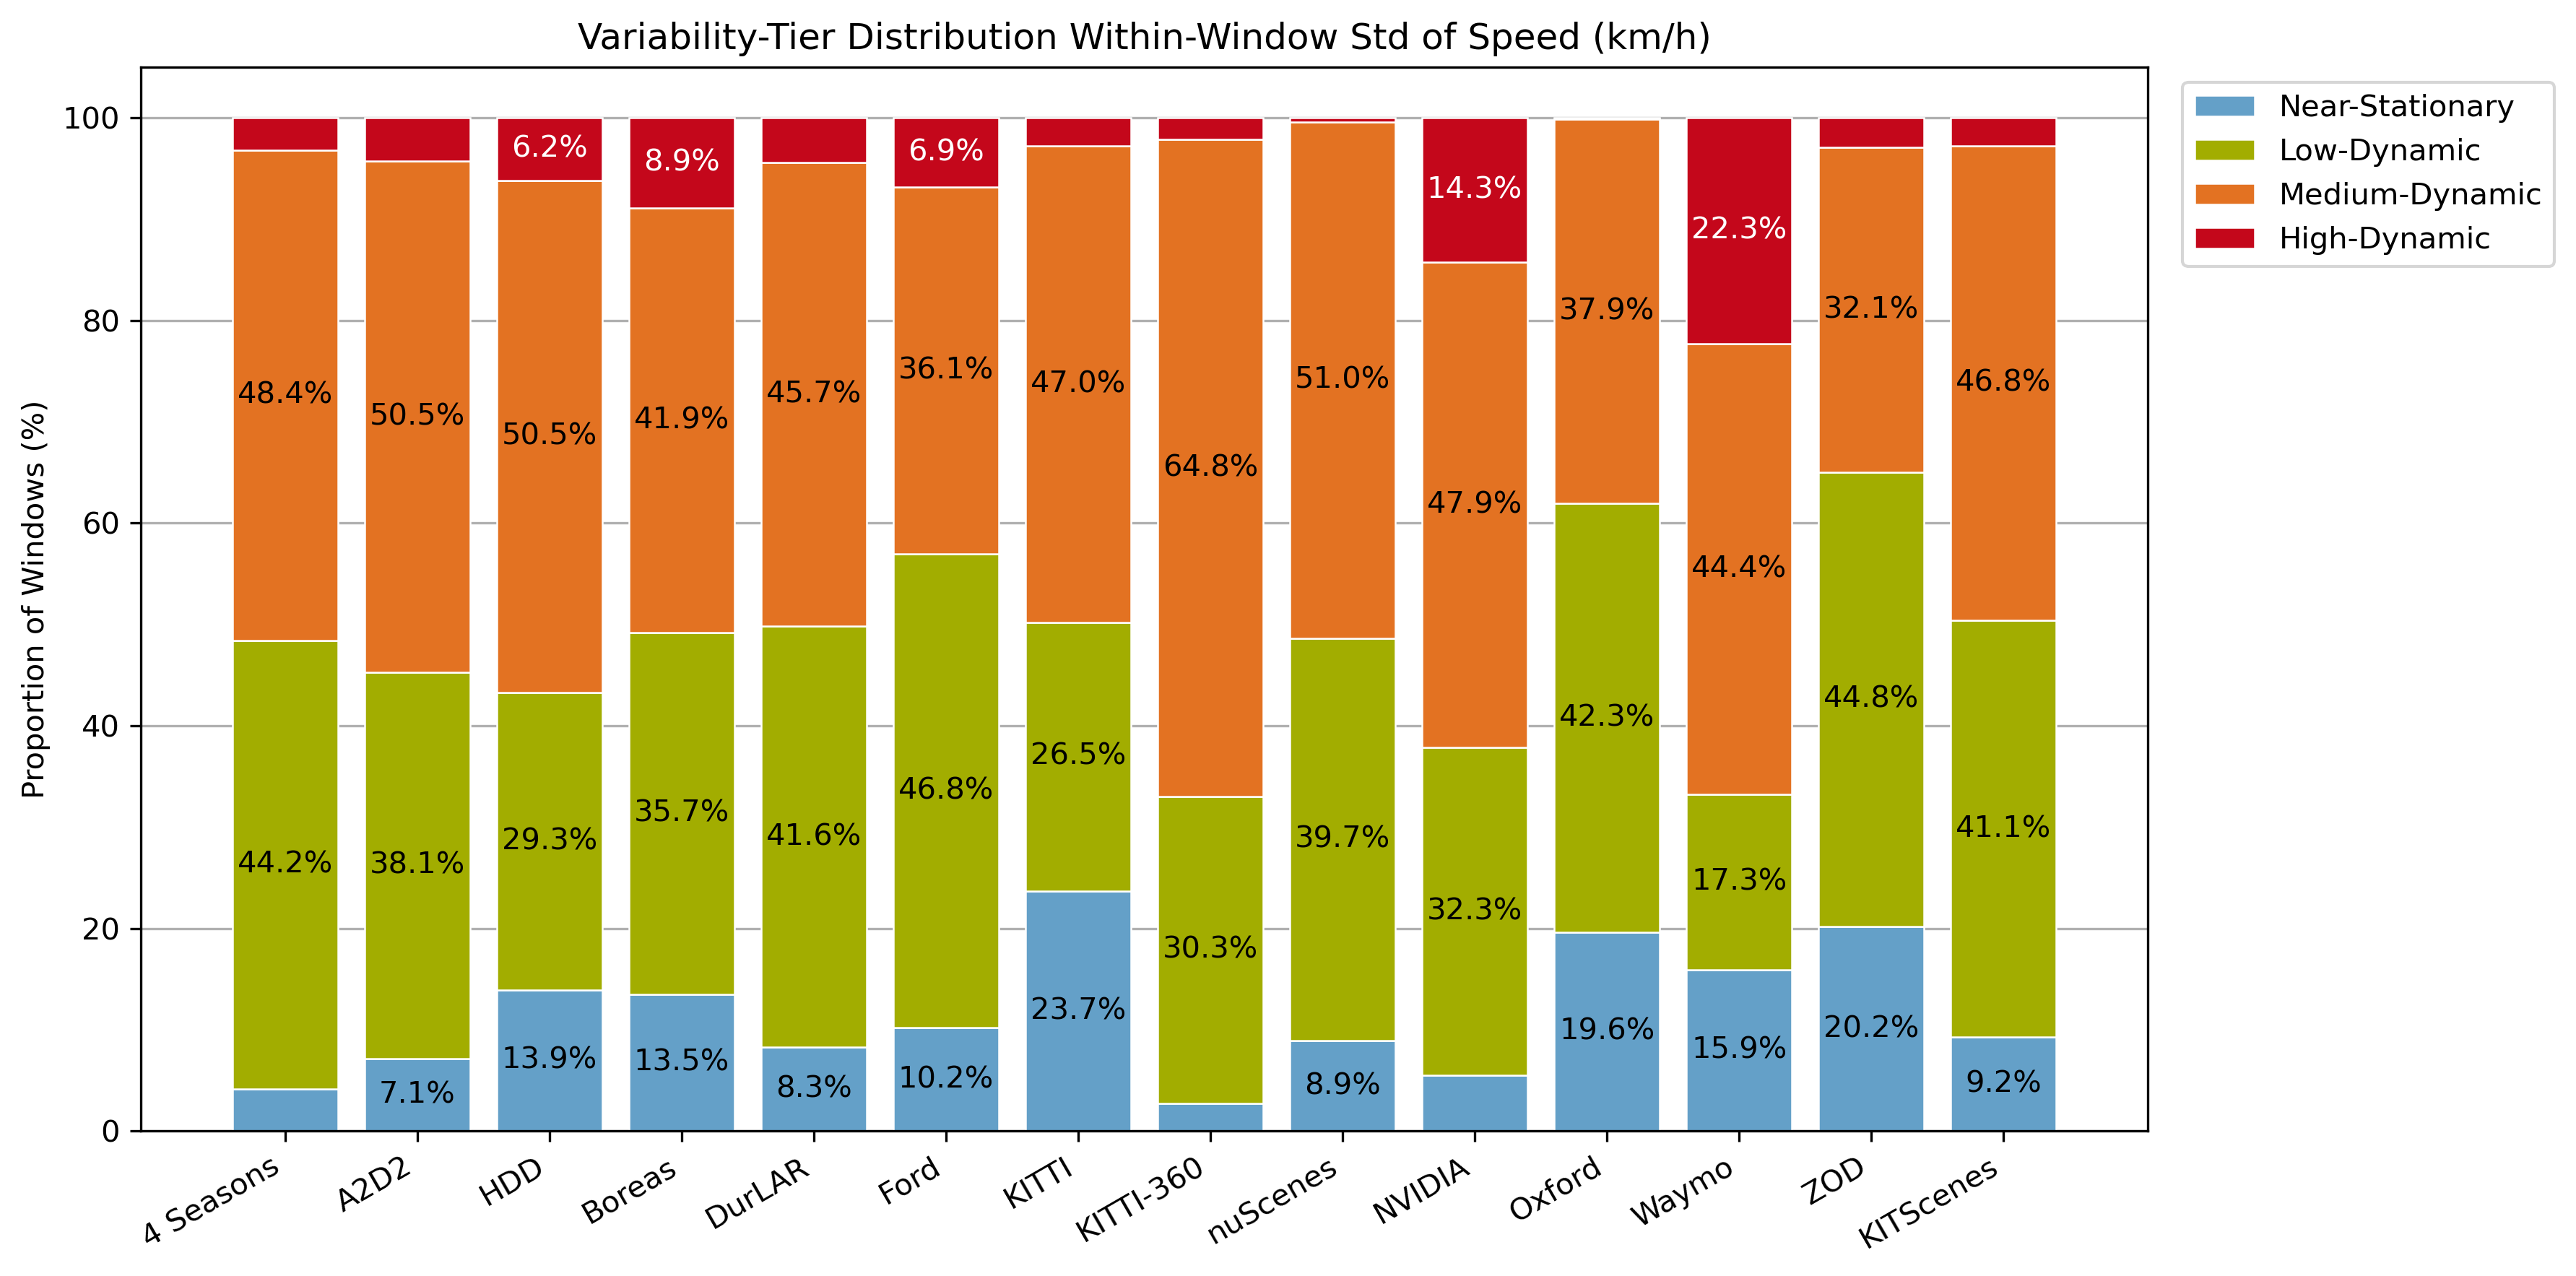 Variability-Tier Distribution Within-Window Std of Speed (km/h)
Proportion of Windows (%)
100
80
60
40
20
0
Near-Stationary
Low-Dynamic
Medium-Dynamic
High-Dynamic
48.4%
44.2%
50.5%
38.1%
7.1%
6.2%
50.5%
29.3%
13.9%
8.9%
41.9%
35.7%
13.5%
45.7%
41.6%
8.3%
6.9%
36.1%
46.8%
10.2%
47.0%
26.5%
23.7%
64.8%
30.3%
51.0%
39.7%
8.9%
14.3%
47.9%
32.3%
37.9%
42.3%
19.6%
22.3%
44.4%
17.3%
15.9%
32.1%
44.8%
20.2%
46.8%
41.1%
9.2%
4 Seasons
A2D2
HDD
Boreas
DurLAR
Ford
KITTI
KITTI-360
nuScenes
NVIDIA
Oxford
Waymo
ZOD
KITScenes